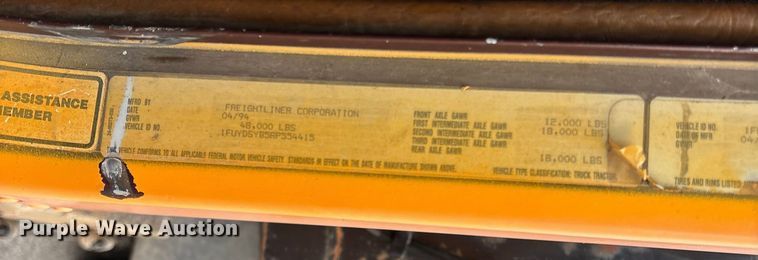 ASSISTANCE
MEMBER
MFRD BY FREIGHTLINER CORPORATION
DATE 04/94
GVWR 48,000 LBS
VEHICLE ID NO. 1FUYDSYB5RP554415
FRONT AXLE GAWR 12,000 LBS
FIRST INTERMEDIATE AXLE GAWR 18,000 LBS
SECOND INTERMEDIATE AXLE GAWR
THIRD INTERMEDIATE AXLE GAWR
REAR AXLE GAWR 18,000 LBS
THIS VEHICLE CONFORMS TO ALL APPLICABLE FEDERAL MOTOR VEHICLE SAFETY STANDARDS IN EFFECT ON THE DATE OF MANUFACTURE SHOWN ABOVE.
VEHICLE TYPE CLASSIFICATION: TRUCK TRACTOR
VEHICLE ID NO. 1F
DATE OF MFR 04
GVWR
TIRES AND RIMS LISTED
Purple Wave Auction